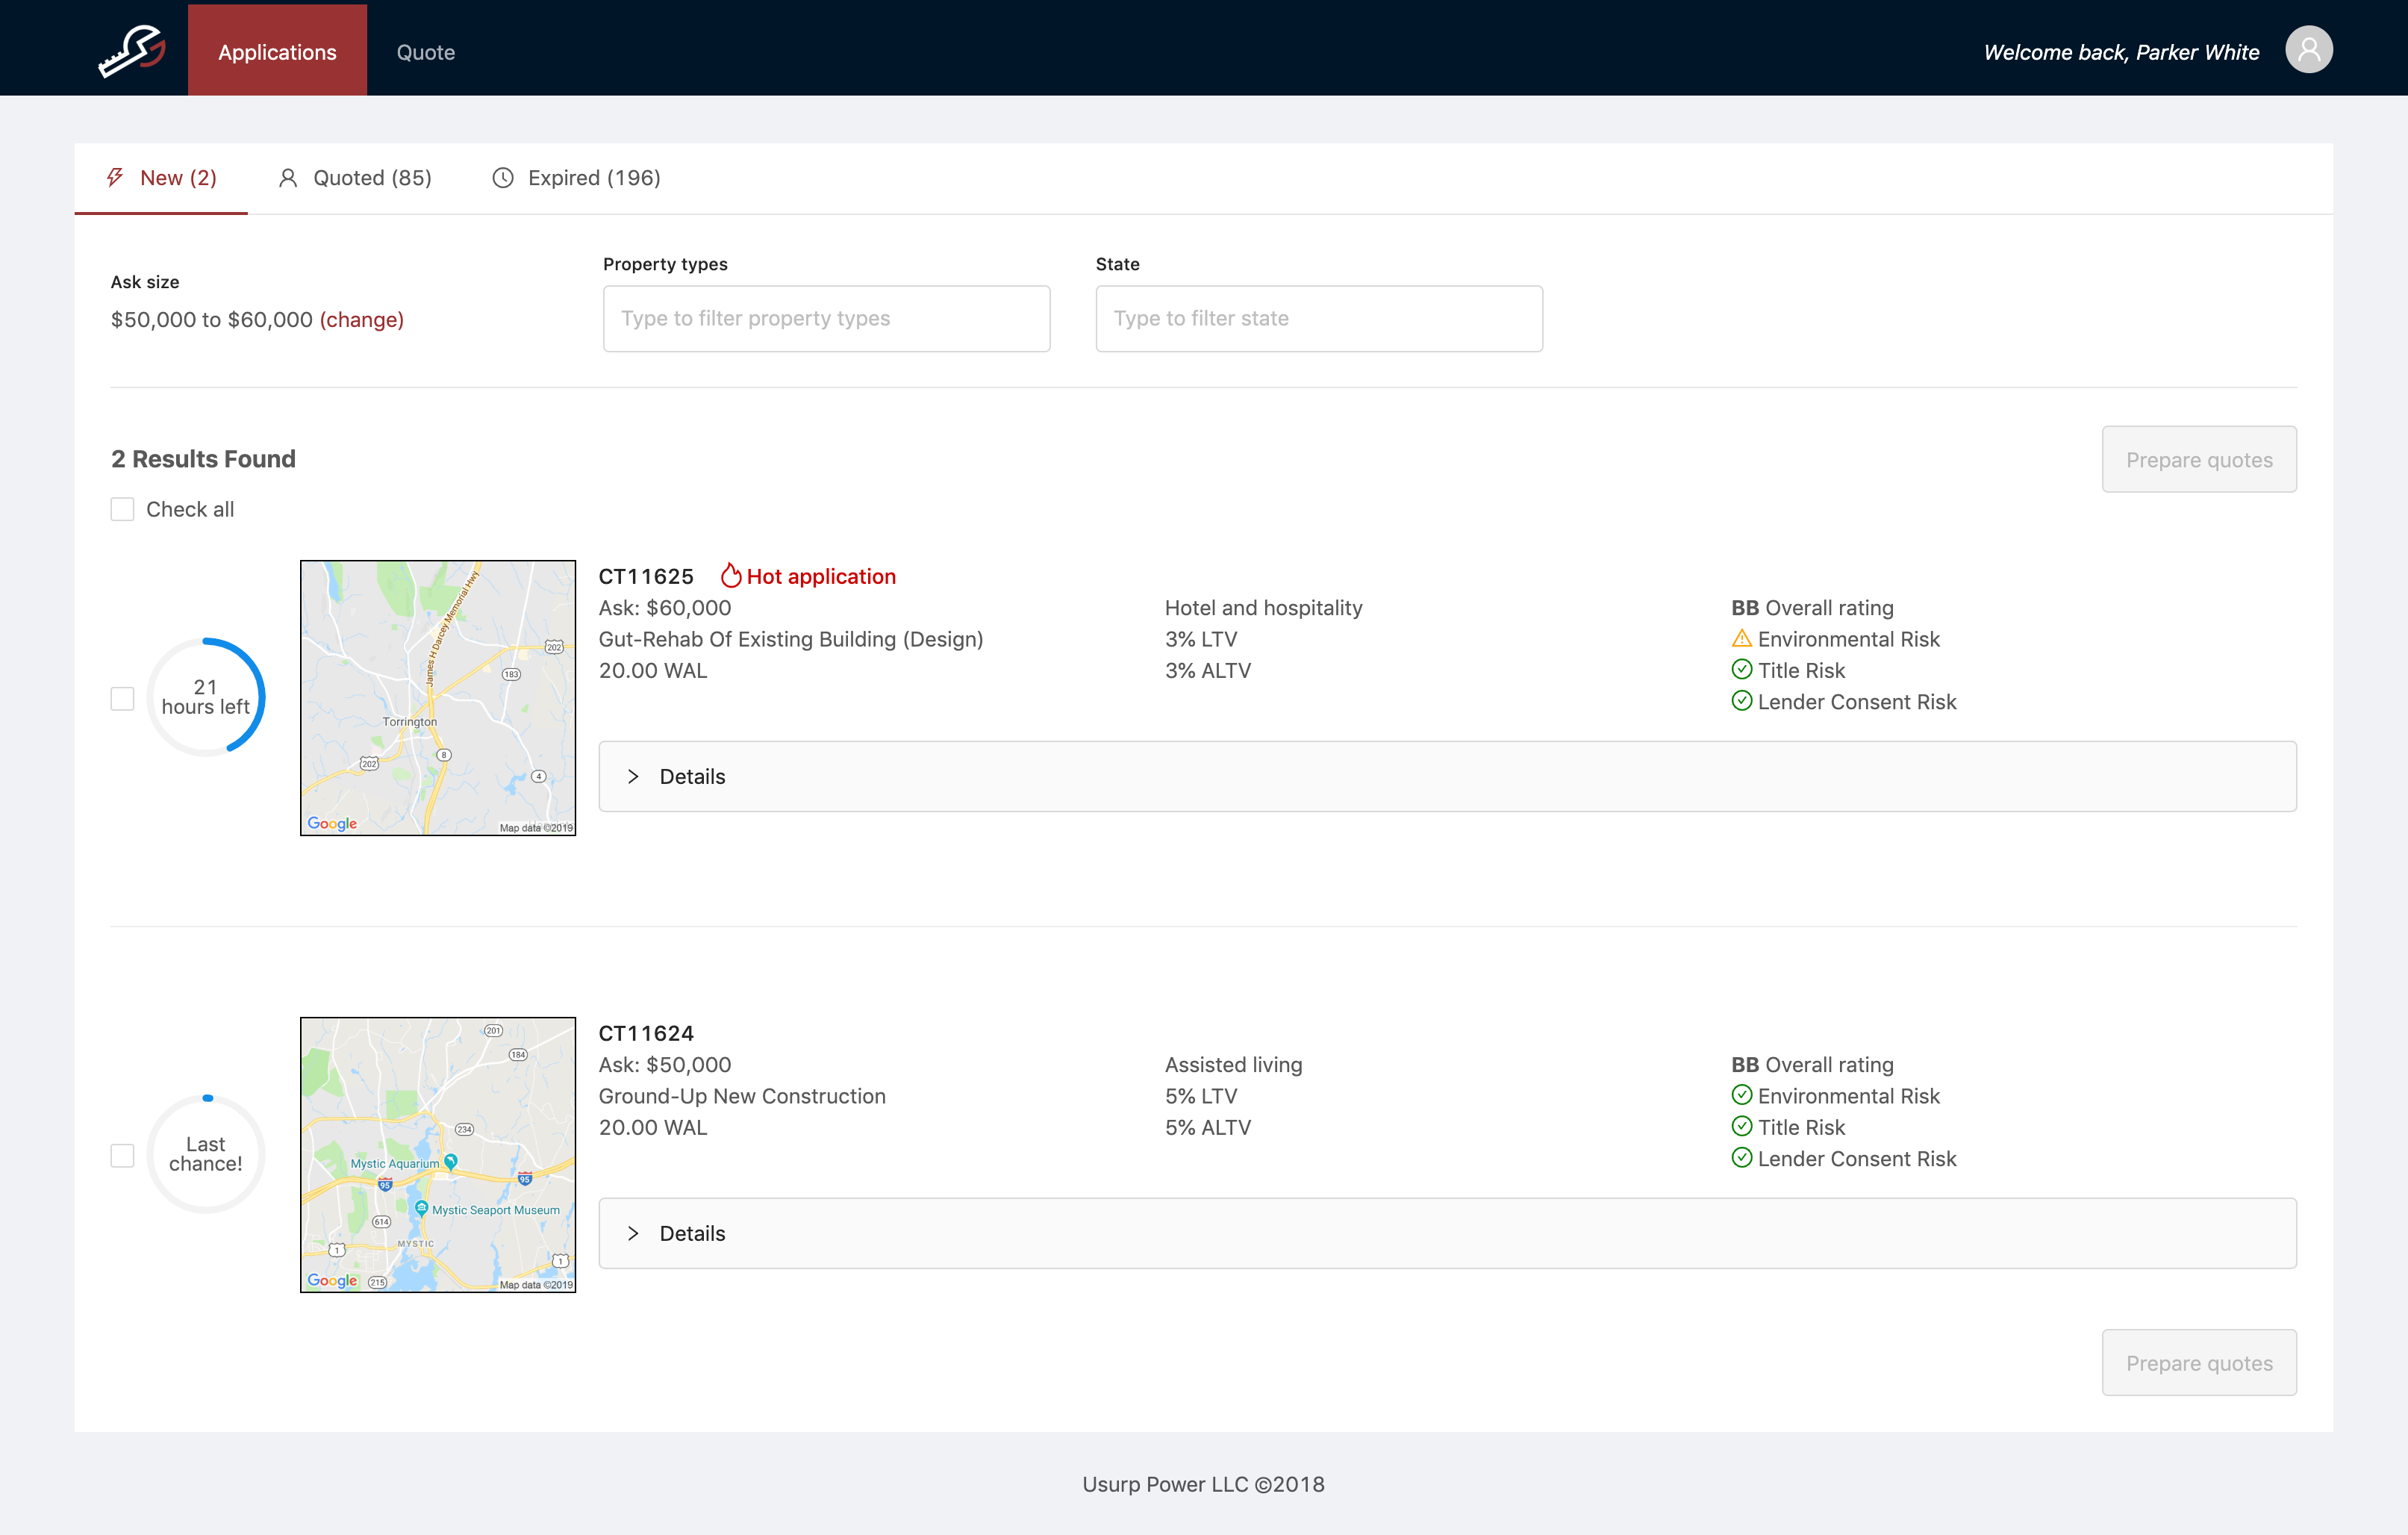 Applications
Quote
Welcome back, Parker White
New (2)
Quoted (85)
Expired (196)
Ask size
$50,000 to $60,000 (change)
Property types
Type to filter property types
State
Type to filter state
2 Results Found
Prepare quotes
Check all
21
hours left
James H Darcey Memorial Hwy
202
183
Torrington
8
202
4
Google
Map data ©2019
CT11625
Hot application
Ask: $60,000
Gut-Rehab Of Existing Building (Design)
20.00 WAL
Hotel and hospitality
3% LTV
3% ALTV
BB Overall rating
Environmental Risk
Title Risk
Lender Consent Risk
Details
Last
chance!
201
184
234
Mystic Aquarium
95
95
Mystic Seaport Museum
614
MYSTIC
1
1
215
Google
Map data ©2019
CT11624
Ask: $50,000
Ground-Up New Construction
20.00 WAL
Assisted living
5% LTV
5% ALTV
BB Overall rating
Environmental Risk
Title Risk
Lender Consent Risk
Details
Prepare quotes
Usurp Power LLC ©2018